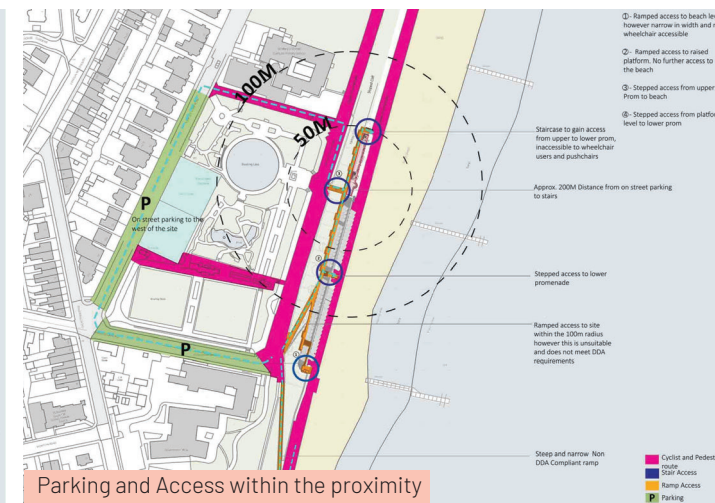 ①- Ramped access to beach le
however narrow in width and n
wheelchair accessible
②- Ramped access to raised
platform. No further access to
the beach
③- Stepped access from upper
Prom to beach
④- Stepped access from platfo
level to lower prom
100M
50M
Staircase to gain access
from upper to lower prom,
inaccessible to wheelchair
users and pushchairs
Approx. 200M Distance from on street parking
to stairs
P
On street parking to the
west of the site
Stepped access to lower
promenade
Ramped access to site
within the 100m radius
however this is unsuitable
and does not meet DDA
requirements
P
Steep and narrow Non
DDA Compliant ramp
Cyclist and Pedest
route
Stair Access
Ramp Access
P Parking
Parking and Access within the proximity